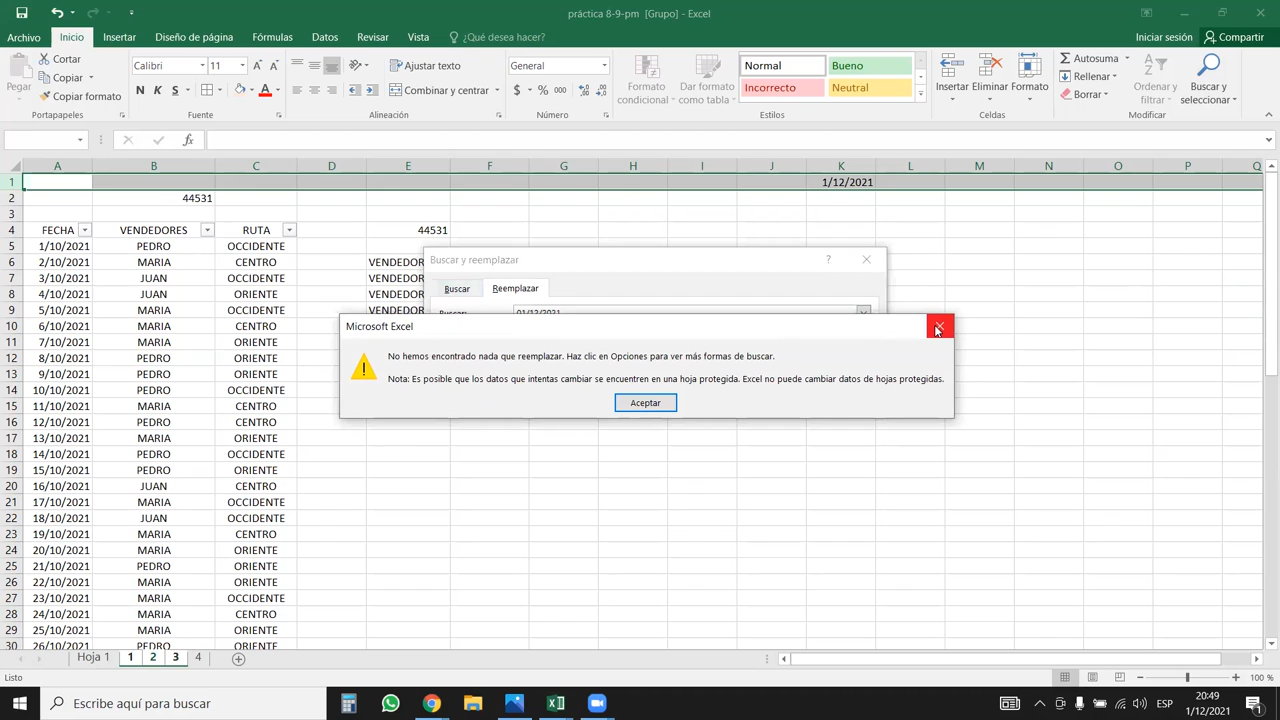 práctica 8-9-pm [Grupo] - Excel
Archivo Inicio Insertar Diseño de página Fórmulas Datos Revisar Vista ¿Qué desea hacer? Iniciar sesión Compartir
Pegar
Cortar
Copiar
Copiar formato
Portapapeles
Calibri 11
N K S
Fuente
Ajustar texto
Combinar y centrar
Alineación
General
$ % 000
Número
Formato condicional
Dar formato como tabla
Normal Bueno
Incorrecto Neutral
Estilos
Insertar Eliminar Formato
Celdas
Autosuma
Rellenar
Borrar
Ordenar y filtrar
Buscar y seleccionar
Modificar
fx
A B C D E F G H I J K L M N O P Q
1 1/12/2021
2 44531
3
4 FECHA VENDEDORES RUTA 44531
5 1/10/2021 PEDRO OCCIDENTE
6 2/10/2021 MARIA CENTRO VENDEDOR
7 3/10/2021 JUAN OCCIDENTE VENDEDOR
8 4/10/2021 JUAN ORIENTE VENDEDOR
9 5/10/2021 MARIA OCCIDENTE VENDEDOR
10 6/10/2021 MARIA CENTRO
11 7/10/2021 MARIA ORIENTE
12 8/10/2021 PEDRO ORIENTE
13 9/10/2021 PEDRO ORIENTE
14 10/10/2021 PEDRO OCCIDENTE
15 11/10/2021 MARIA CENTRO
16 12/10/2021 PEDRO CENTRO
17 13/10/2021 MARIA ORIENTE
18 14/10/2021 PEDRO OCCIDENTE
19 15/10/2021 PEDRO ORIENTE
20 16/10/2021 JUAN CENTRO
21 17/10/2021 MARIA OCCIDENTE
22 18/10/2021 JUAN OCCIDENTE
23 19/10/2021 MARIA CENTRO
24 20/10/2021 MARIA ORIENTE
25 21/10/2021 PEDRO ORIENTE
26 22/10/2021 MARIA ORIENTE
27 23/10/2021 MARIA OCCIDENTE
28 24/10/2021 MARIA CENTRO
29 25/10/2021 MARIA ORIENTE
30 26/10/2021 PEDRO ORIENTE
Buscar y reemplazar ?
Buscar Reemplazar
Buscar: 01/12/2021
Microsoft Excel
No hemos encontrado nada que reemplazar. Haz clic en Opciones para ver más formas de buscar.
Nota: Es posible que los datos que intentas cambiar se encuentren en una hoja protegida. Excel no puede cambiar datos de hojas protegidas.
Aceptar
Hoja 1 1 2 3 4
Listo 100 %
Escribe aquí para buscar
ESP
20:49
1/12/2021